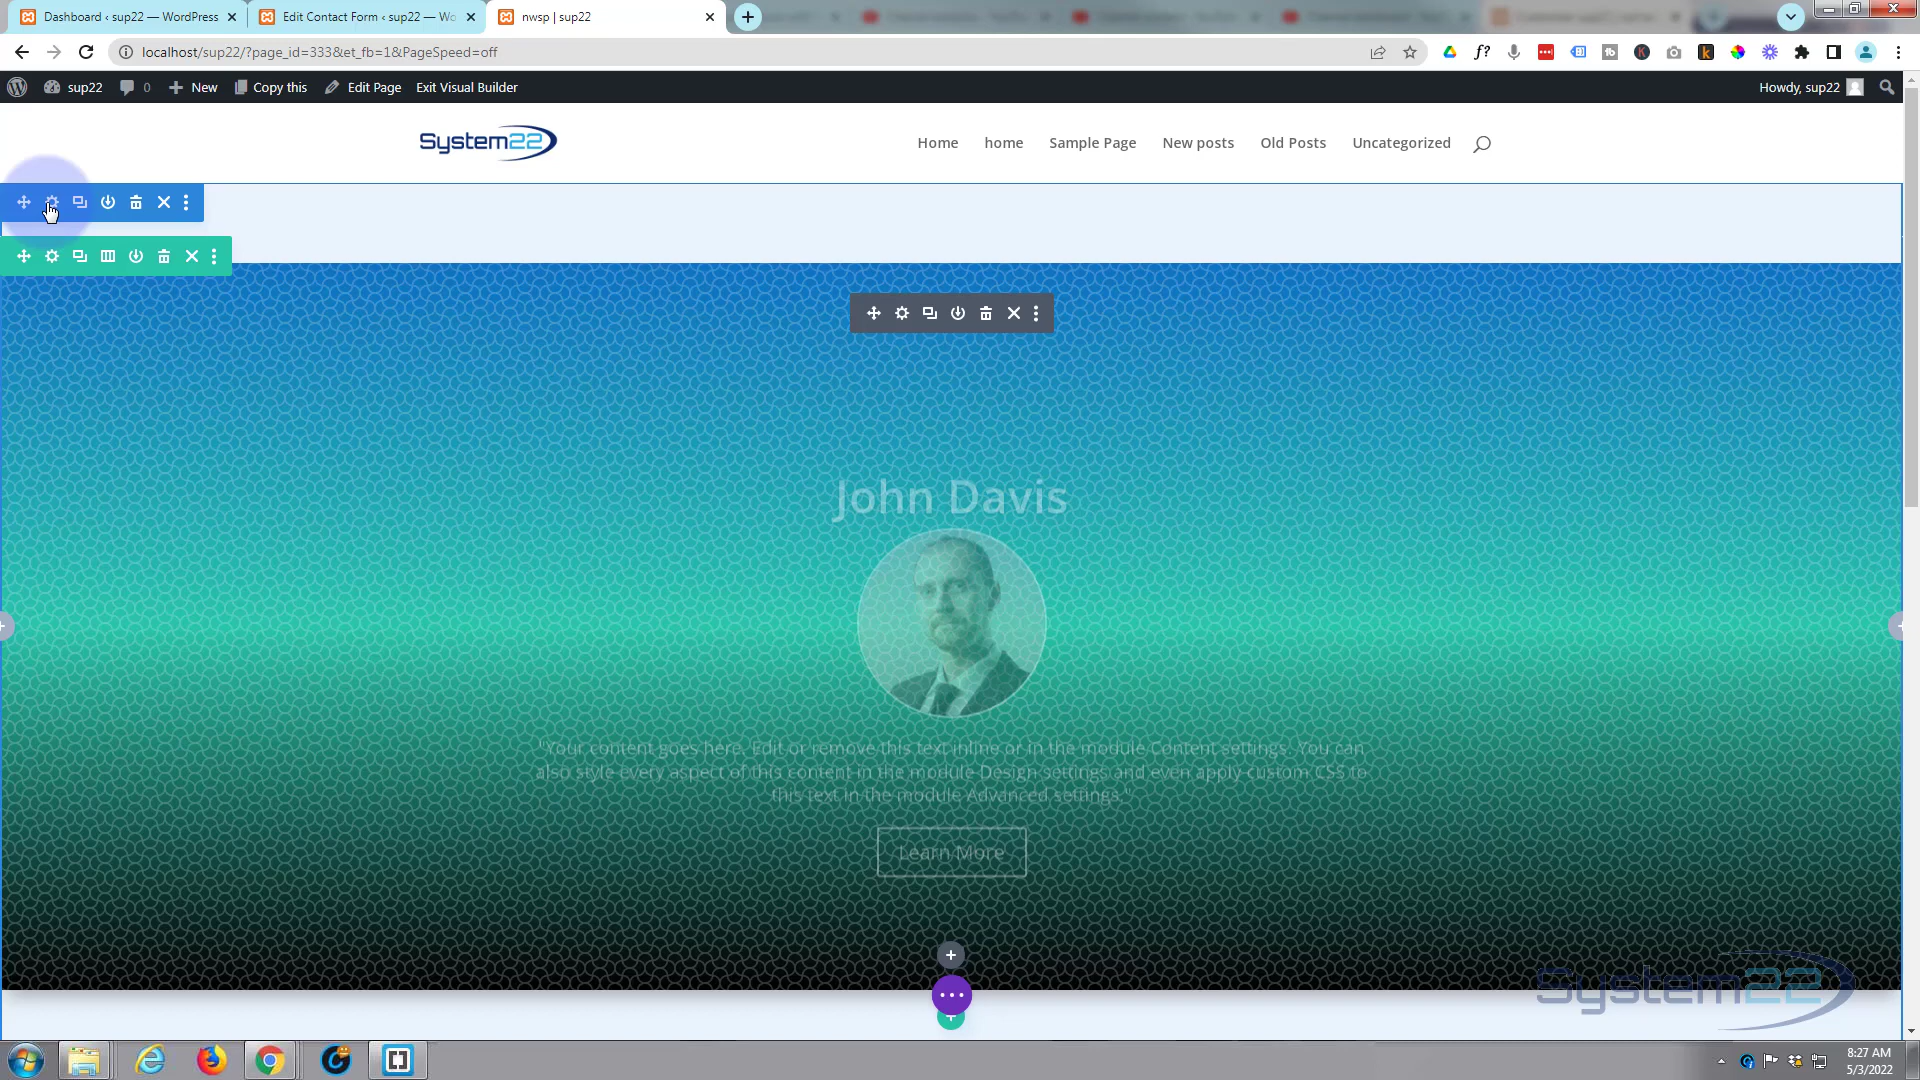 Dashboard ‹ sup22 — WordPress
Edit Contact Form ‹ sup22 — Wo
nwsp | sup22
localhost/sup22/?page_id=333&et_fb=1&PageSpeed=off
sup22
0
New
Copy this
Edit Page
Exit Visual Builder
Howdy, sup22
System22
Home
home
Sample Page
New posts
Old Posts
Uncategorized
John Davis
"Your content goes here. Edit or remove this text inline or in the module Content settings. You can
also style every aspect of this content in the module Design settings and even apply custom CSS to
this text in the module Advanced settings."
Learn More
System22
8:27 AM
5/3/2022